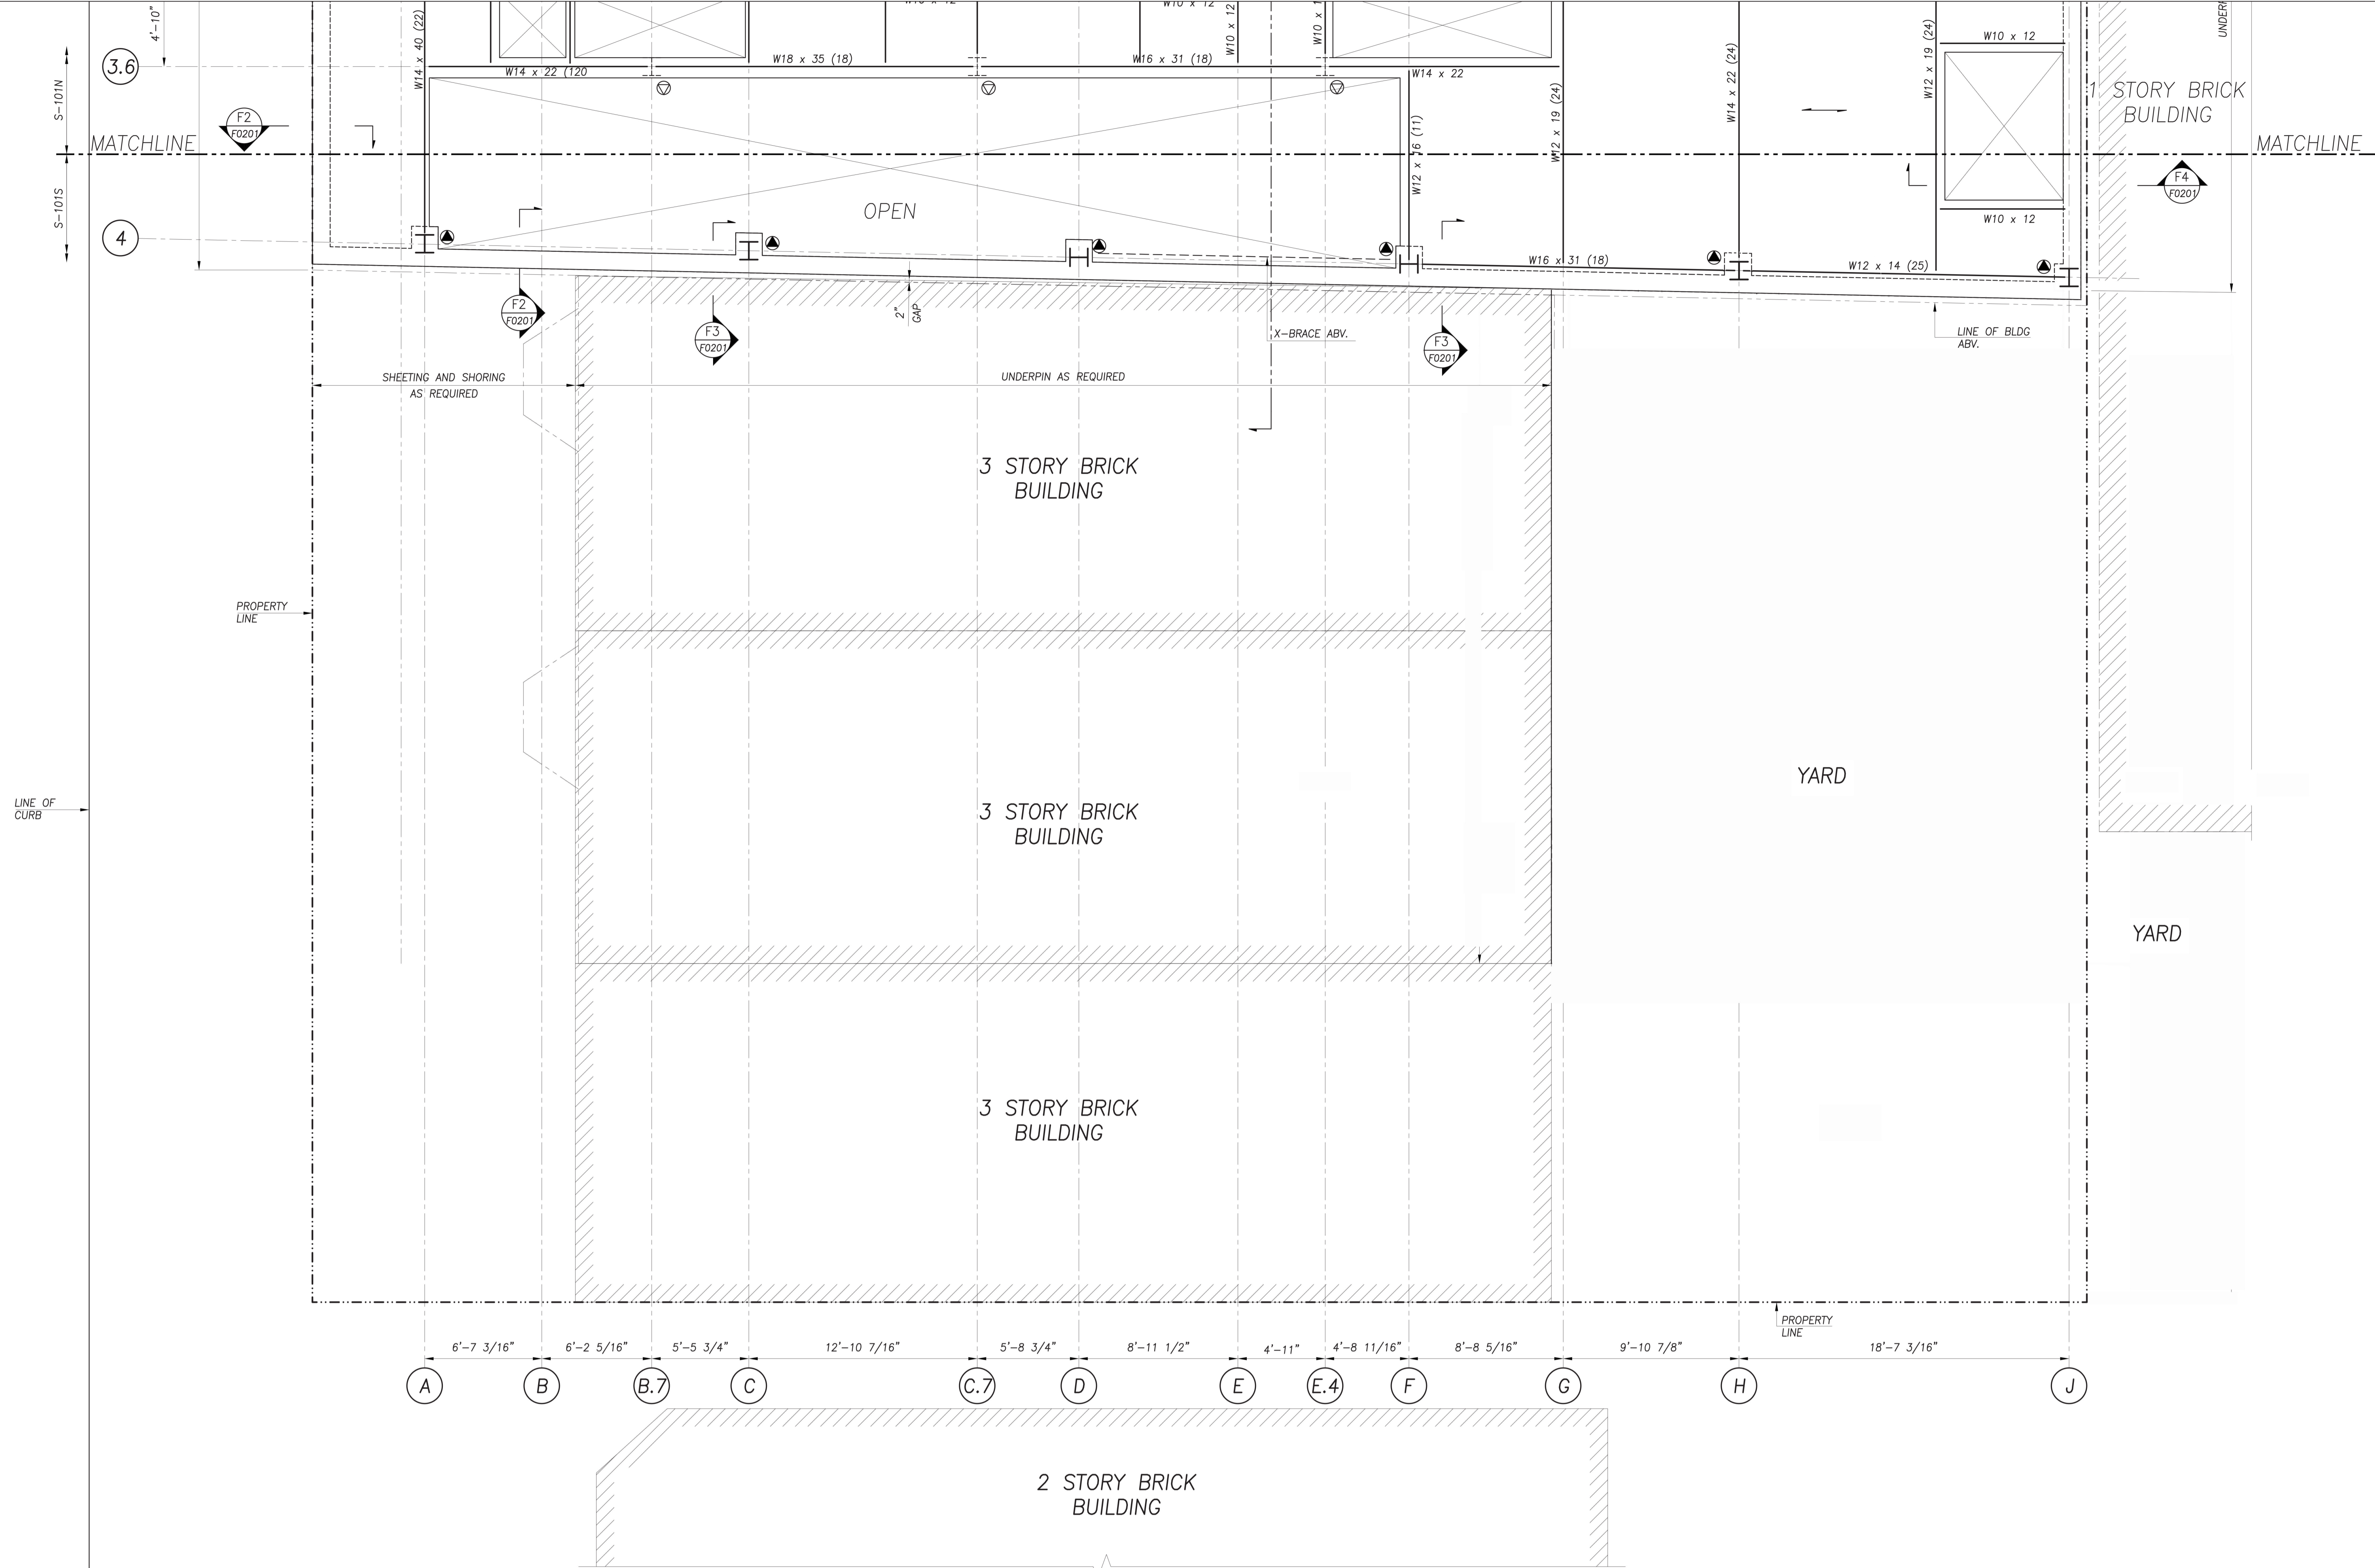 4'-10"
W14 x 40 (22)
W10 x 12
W10 x 12
W12 x 19 (24)
W10 x 12
3.6
W14 x 22 (120
W18 x 35 (18)
W16 x 31 (18)
W14 x 22
W14 x 22 (24)
S-101N
F2
F0201
W12 x 19 (24)
1 STORY BRICK
BUILDING
MATCHLINE
MATCHLINE
W12 x 16 (11)
F4
F0201
S-101S
OPEN
W10 x 12
4
W16 x 31 (18)
W12 x 14 (25)
F2
F0201
2"
GAP
F3
F0201
X-BRACE ABV.
F3
F0201
LINE OF BLDG
ABV.
SHEETING AND SHORING
AS REQUIRED
UNDERPIN AS REQUIRED
3 STORY BRICK
BUILDING
PROPERTY
LINE
YARD
LINE OF
CURB
3 STORY BRICK
BUILDING
YARD
3 STORY BRICK
BUILDING
PROPERTY
LINE
6'-7 3/16"
6'-2 5/16"
5'-5 3/4"
12'-10 7/16"
5'-8 3/4"
8'-11 1/2"
4'-11"
4'-8 11/16"
8'-8 5/16"
9'-10 7/8"
18'-7 3/16"
A
B
B.7
C
C.7
D
E
E.4
F
G
H
J
2 STORY BRICK
BUILDING